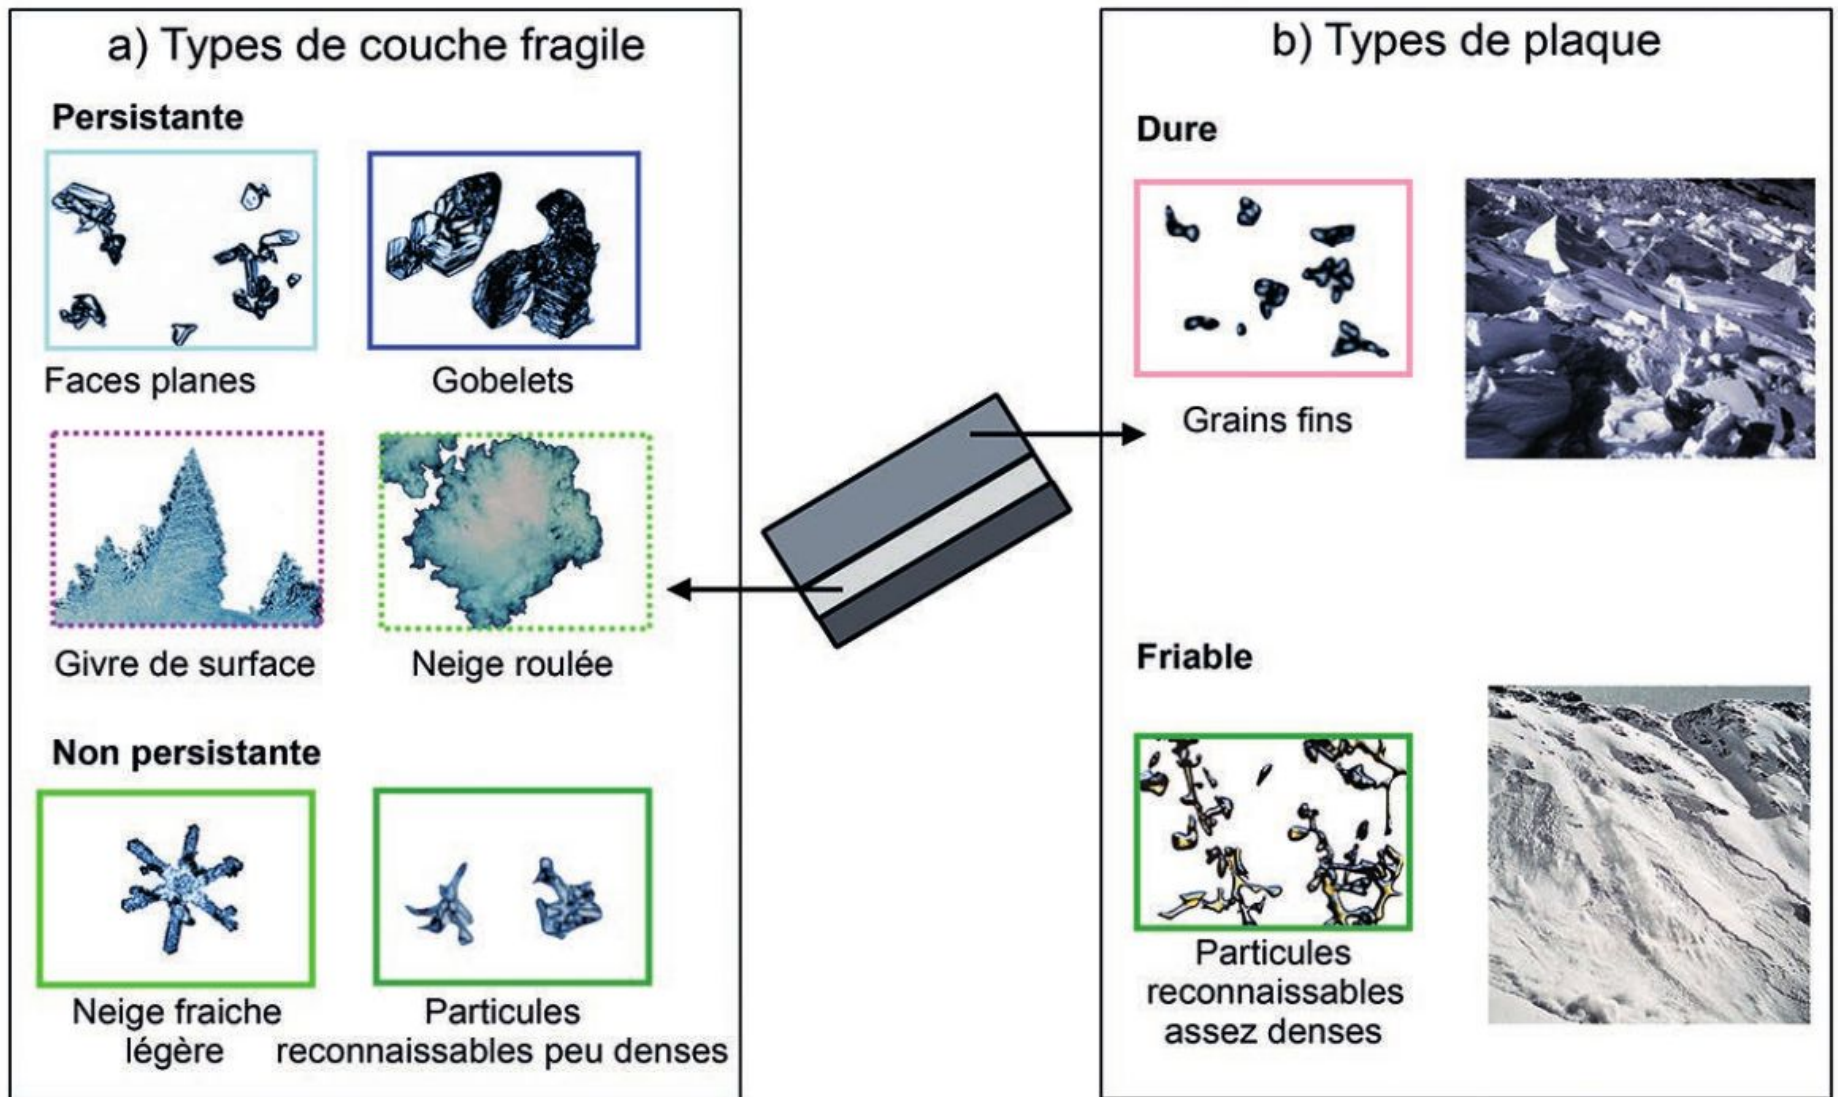 a) Types de couche fragile
Persistante
Faces planes
Gobelets
Givre de surface
Neige roulée
Non persistante
Neige fraiche
légère
Particules
reconnaissables peu denses
b) Types de plaque
Dure
Grains fins
Friable
Particules
reconnaissables
assez denses